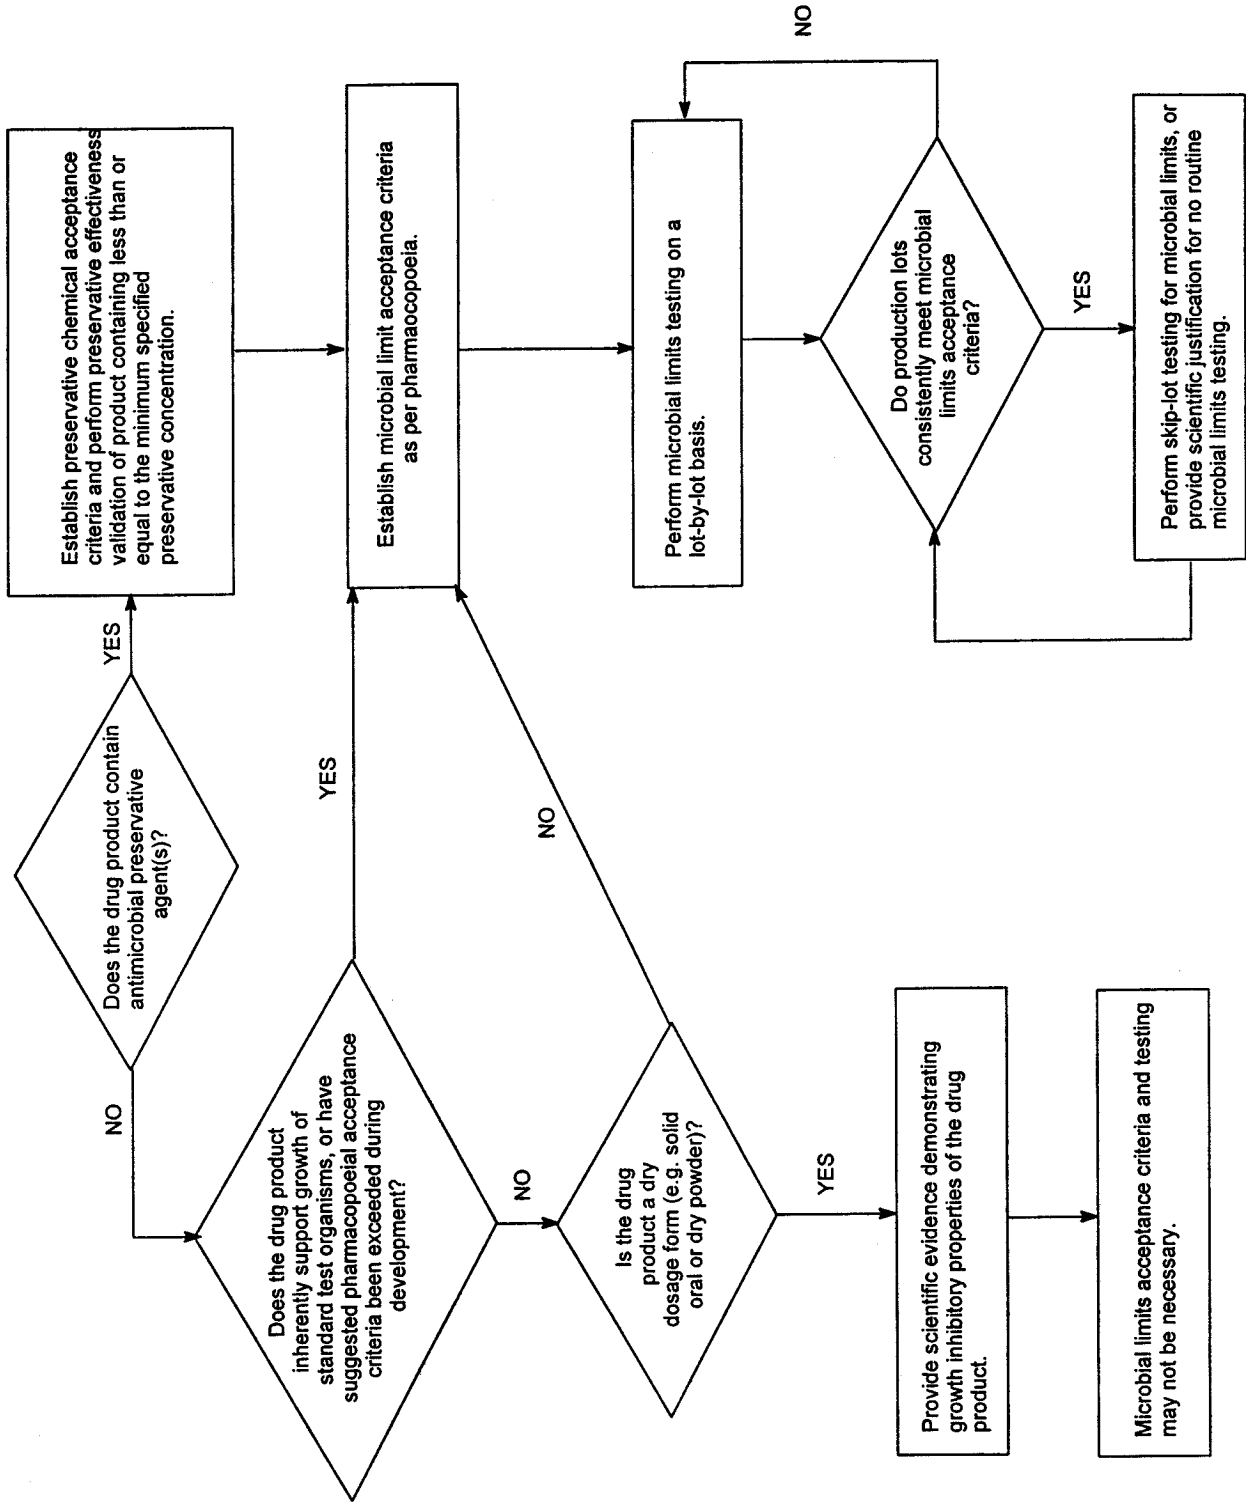 Does the drug product contain
antimicrobial preservative
agent(s)?
YES
Establish preservative chemical acceptance
criteria and perform preservative effectiveness
validation of product containing less than or
equal to the minimum specified
preservative concentration.
NO
Does the drug product
inherently support growth of
standard test organisms, or have
suggested pharmacopoeial acceptance
criteria been exceeded during
development?
YES
Establish microbial limit acceptance criteria
as per pharmaocopoeia.
NO
Is the drug
product a dry
dosage form (e.g. solid
oral or dry powder)?
NO
Perform microbial limits testing on a
lot-by-lot basis.
NO
YES
Do production lots
consistently meet microbial
limits acceptance
criteria?
Provide scientific evidence demonstrating
growth inhibitory properties of the drug
product.
YES
Microbial limits acceptance criteria and testing
may not be necessary.
Perform skip-lot testing for microbial limits, or
provide scientific justification for no routine
microbial limits testing.